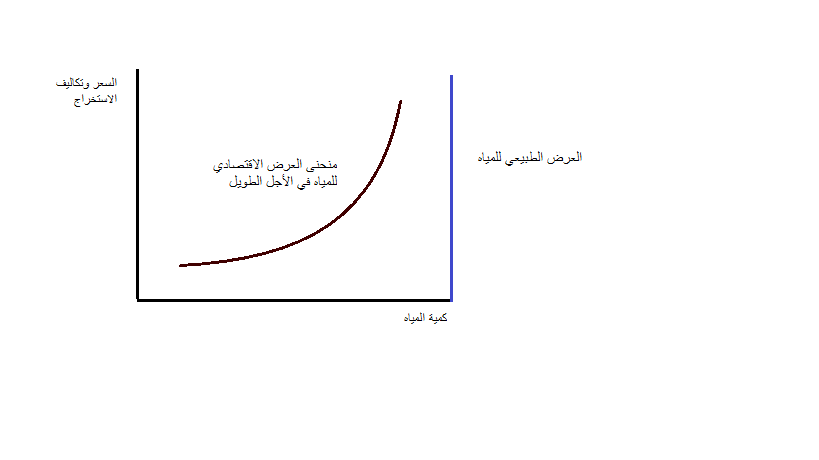 السعر وتكاليف
الاستخراج
منحنى العرض الاقتصادي
للمياه في الأجل الطويل
العرض الطبيعي للمياه
كمية المياه